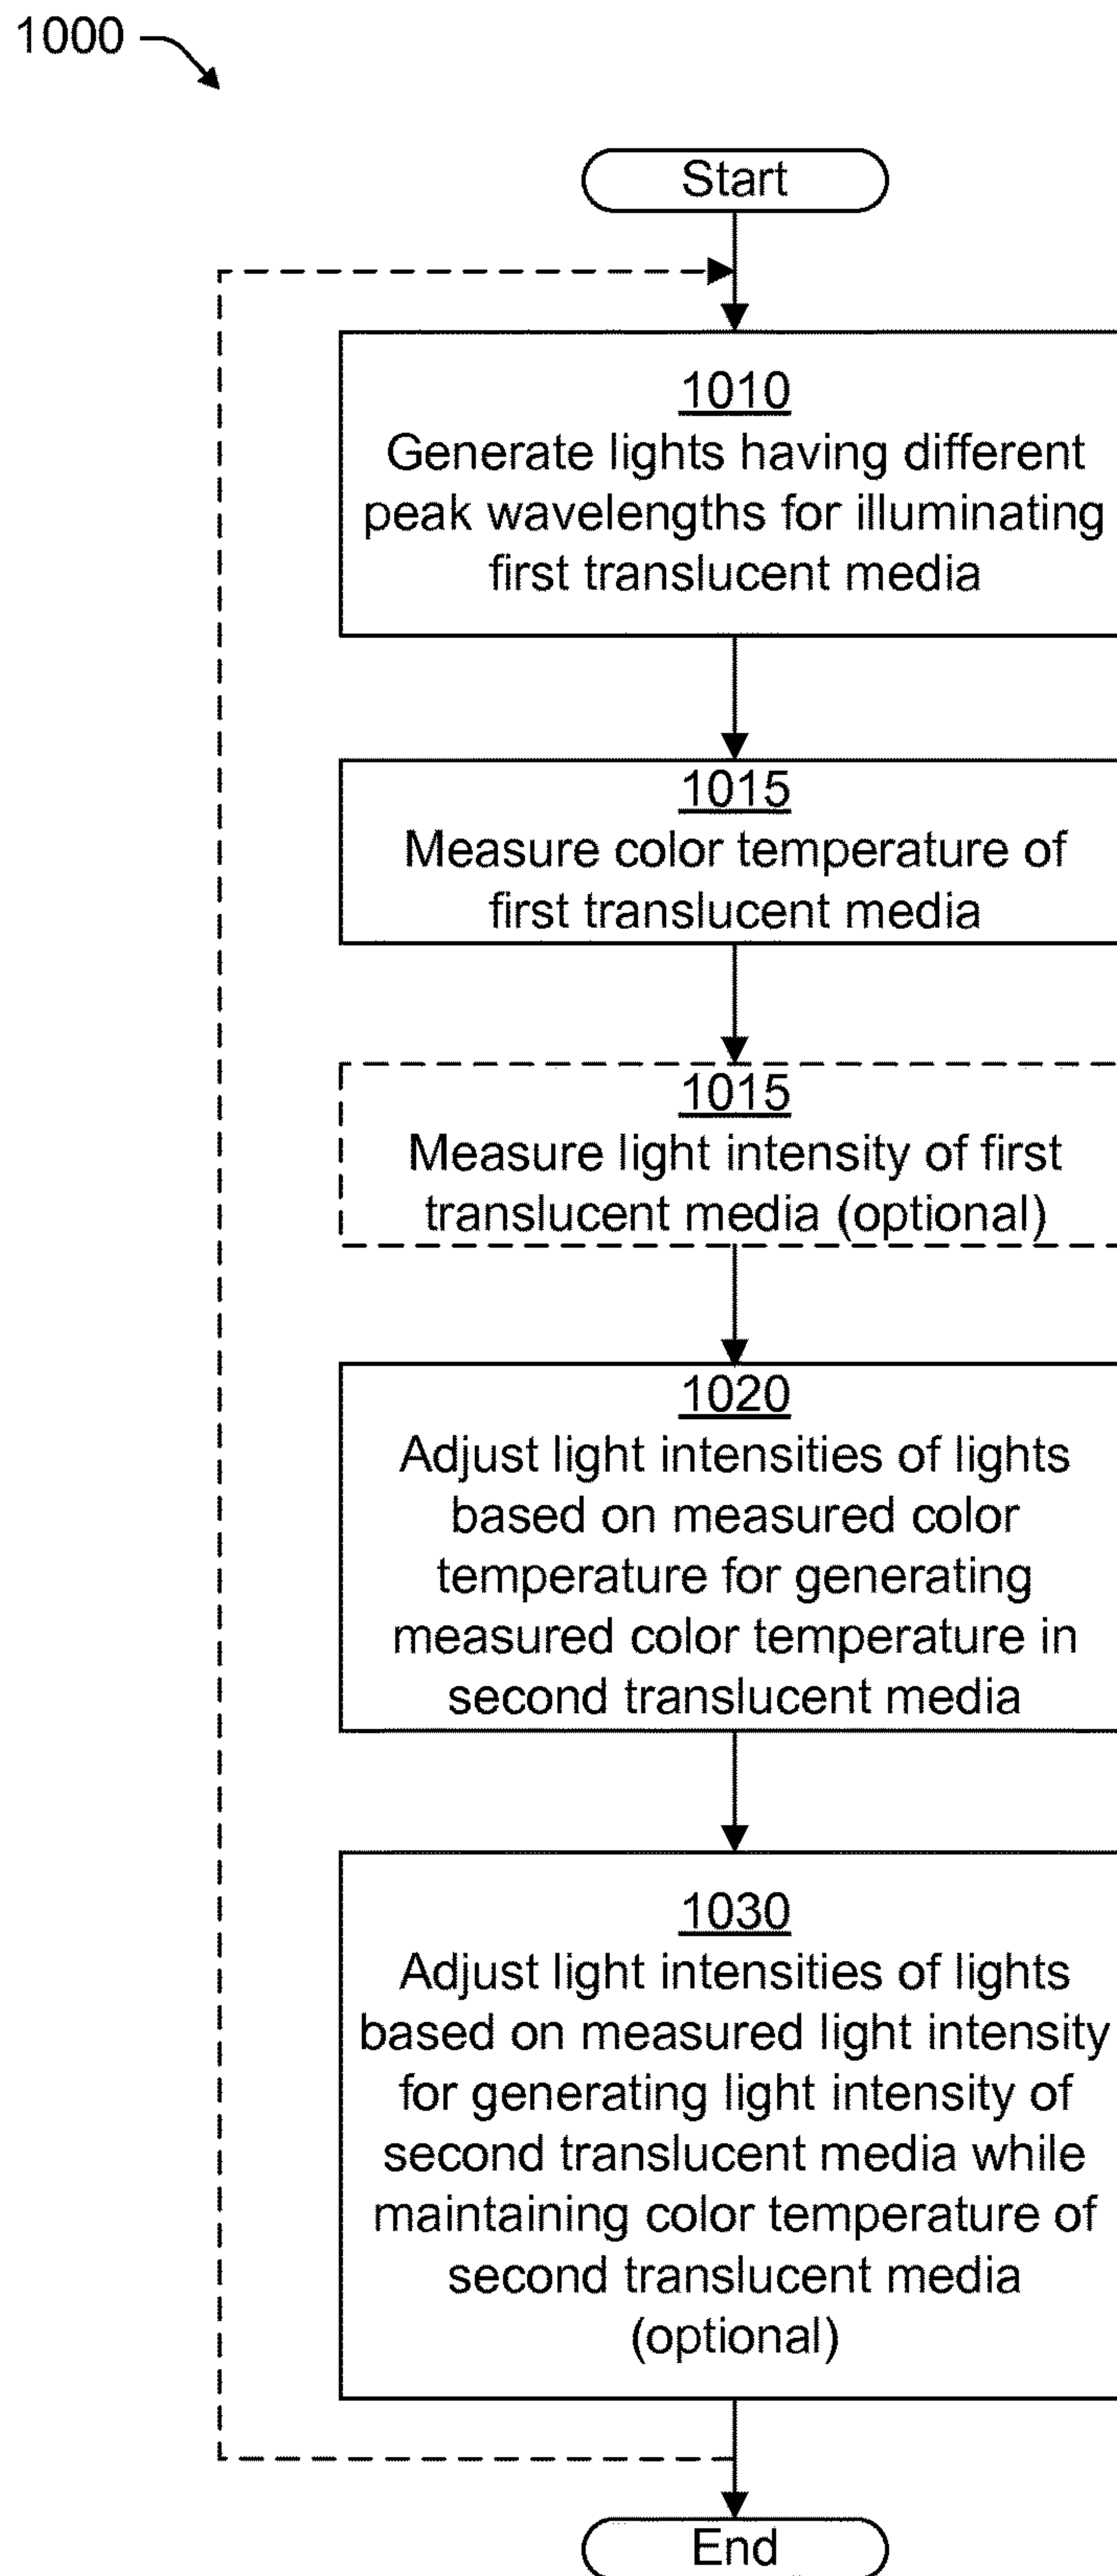 1000
Start
1010
Generate lights having different
peak wavelengths for illuminating
first translucent media
1015
Measure color temperature of
first translucent media
1015
Measure light intensity of first
translucent media (optional)
1020
Adjust light intensities of lights
based on measured color
temperature for generating
measured color temperature in
second translucent media
1030
Adjust light intensities of lights
based on measured light intensity
for generating light intensity of
second translucent media while
maintaining color temperature of
second translucent media
(optional)
End